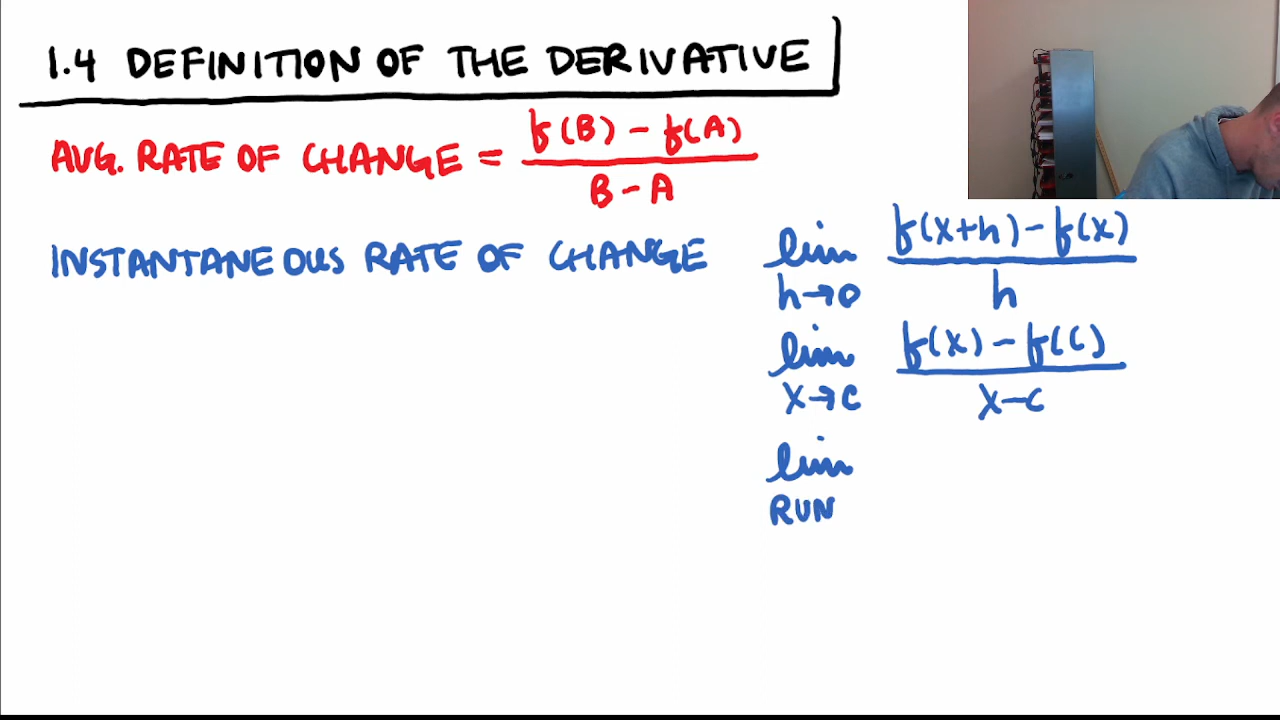 1.4 DEFINITION OF THE DERIVATIVE
AVG. RATE OF CHANGE = f(B) - f(A)
B - A
INSTANTANEOUS RATE OF CHANGE lim f(x+h) - f(x)
h→0 h
lim f(x) - f(c)
x→c x-c
lim
RUN